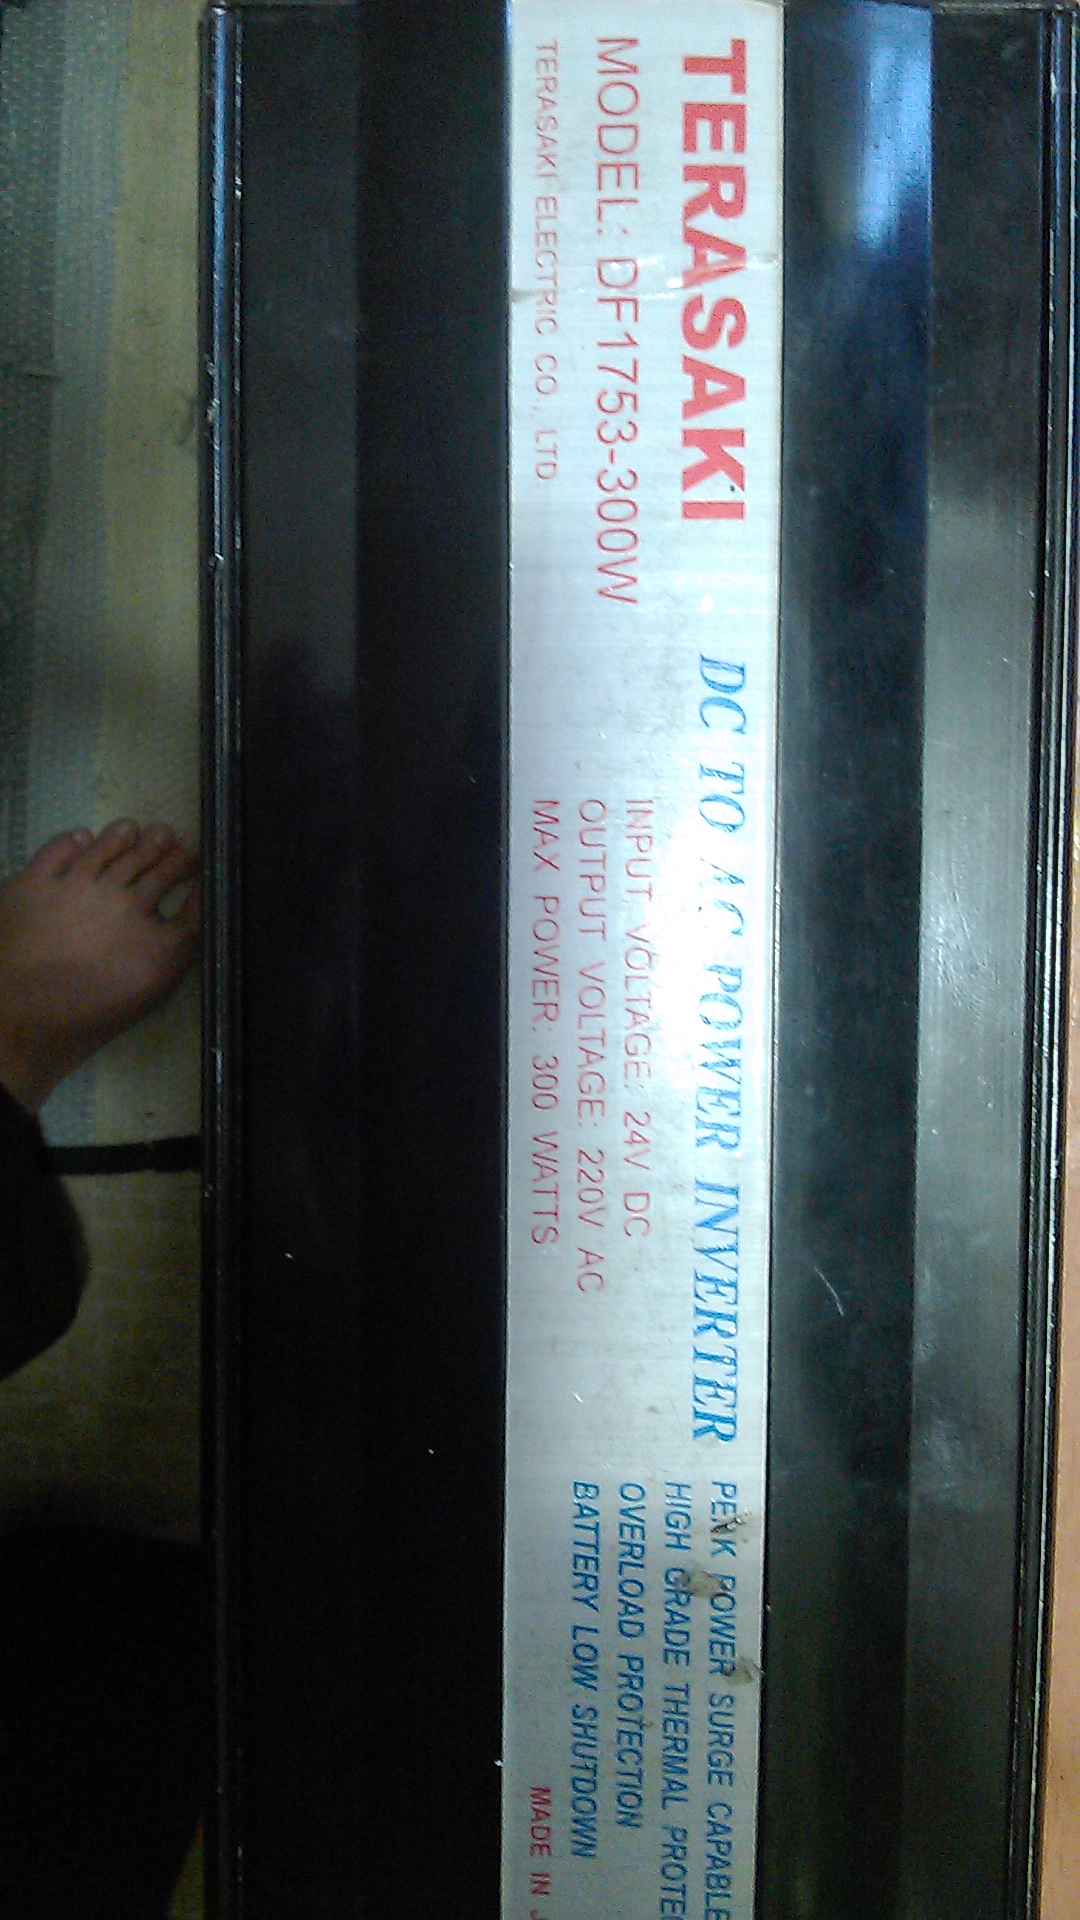 TERASAKI
MODEL: DF1753-300W
TERASAKI ELECTRIC CO., LTD.
DC TO AC POWER INVERTER
INPUT VOLTAGE: 24V DC
OUTPUT VOLTAGE: 220V AC
MAX POWER: 300 WATTS
PEAK POWER SURGE CAPABLE
HIGH GRADE THERMAL
OVERLOAD PROTECTION
BATTERY LOW SHUTDOWN
MADE IN